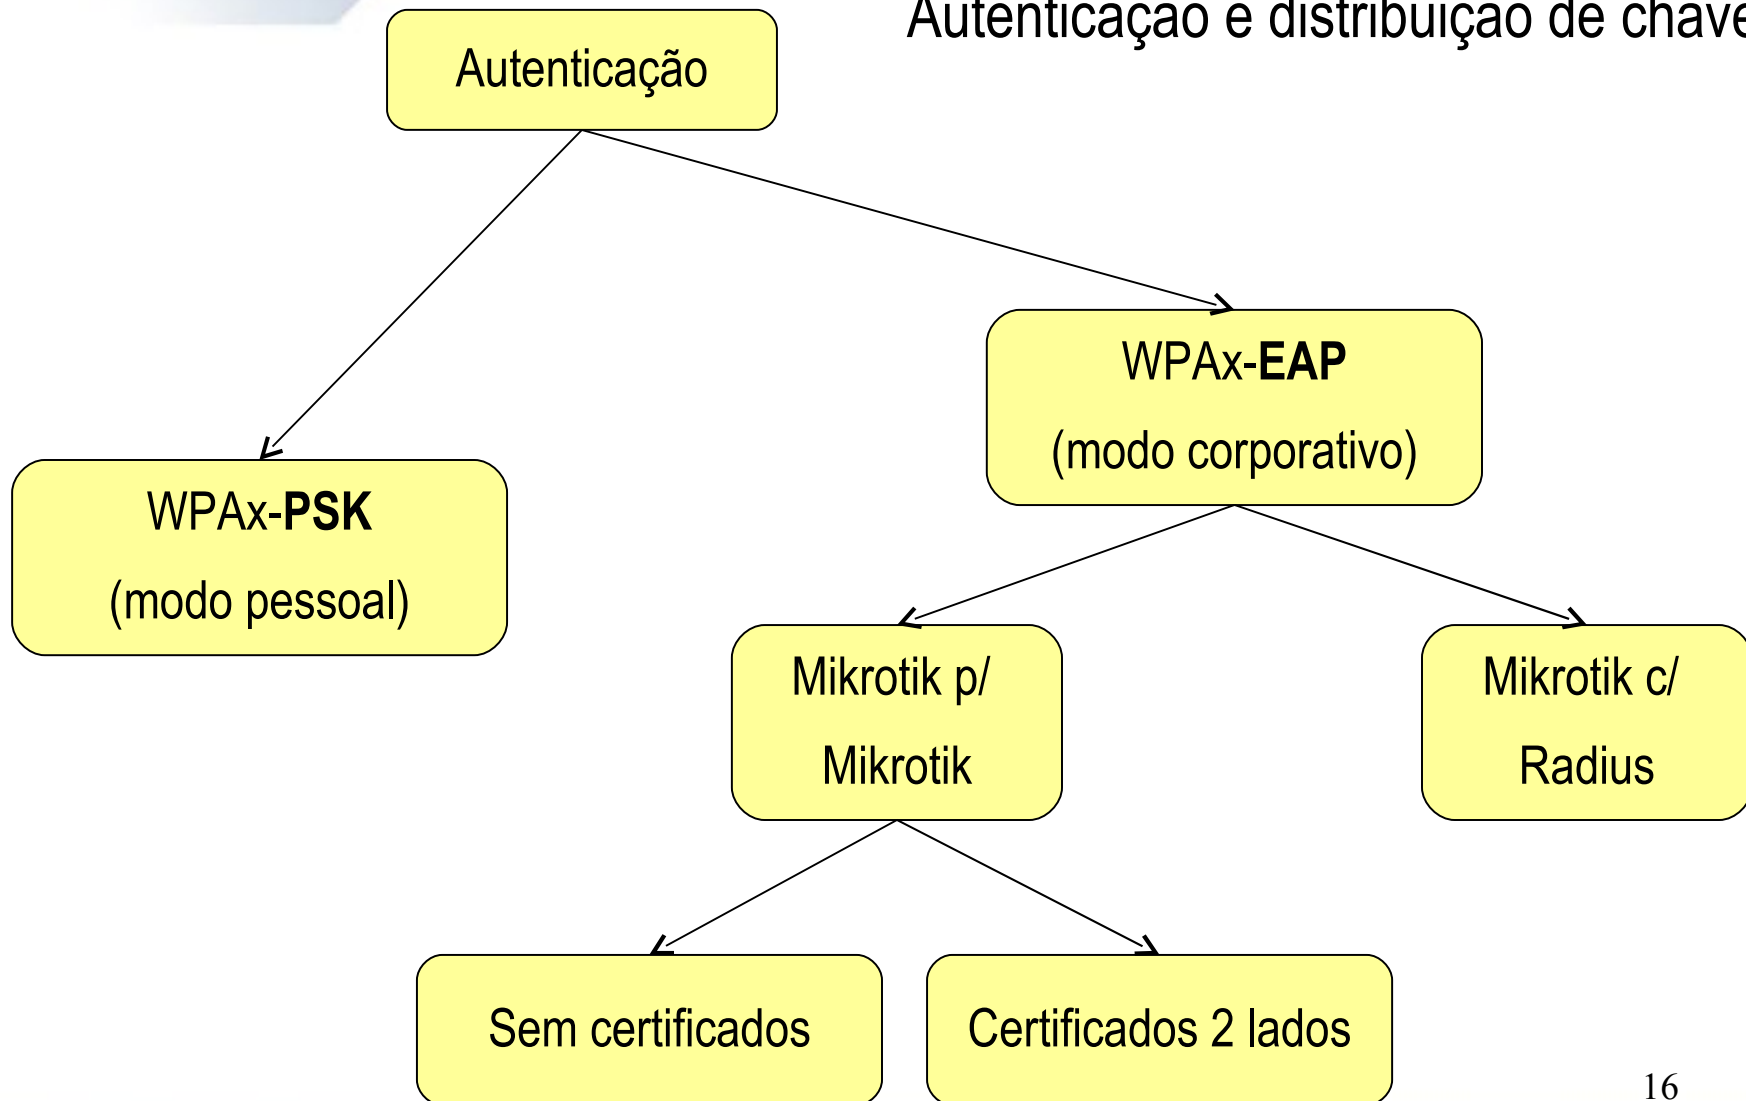 Autenticação e distribuição de
Autenticação
WPAx-EAP
(modo corporativo)
WPAx-PSK
(modo pessoal)
Mikrotik p/
Mikrotik
Mikrotik c/
Radius
Sem certificados
Certificados 2 lados
16